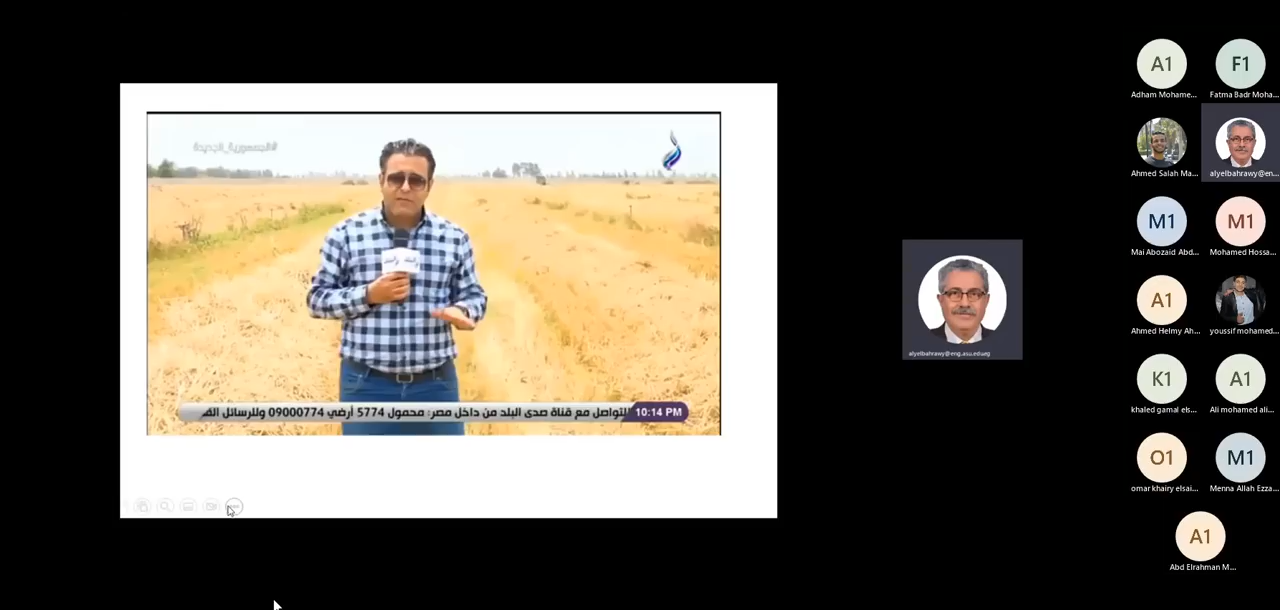 #الجمهورية_الجديدة
للتواصل مع قناة صدى البلد من داخل مصر: محمول 5774 أرضي 09000774 وللرسائل الق
10:14 PM
alyelbahrawy@eng.asu.edu.eg
A1
F1
Adham Mohame...
Fatma Badr Moha...
Ahmed Salah Ma...
alyelbahrawy@en...
M1
M1
Mai Abozaid Abd...
Mohamed Hossa...
A1
Ahmed Helmy Ah...
youssif mohamed...
K1
A1
khaled gamal els...
Ali mohamed ali...
O1
M1
omar khairy elsai...
Menna Allah Ezza...
A1
Abd Elrahman M...